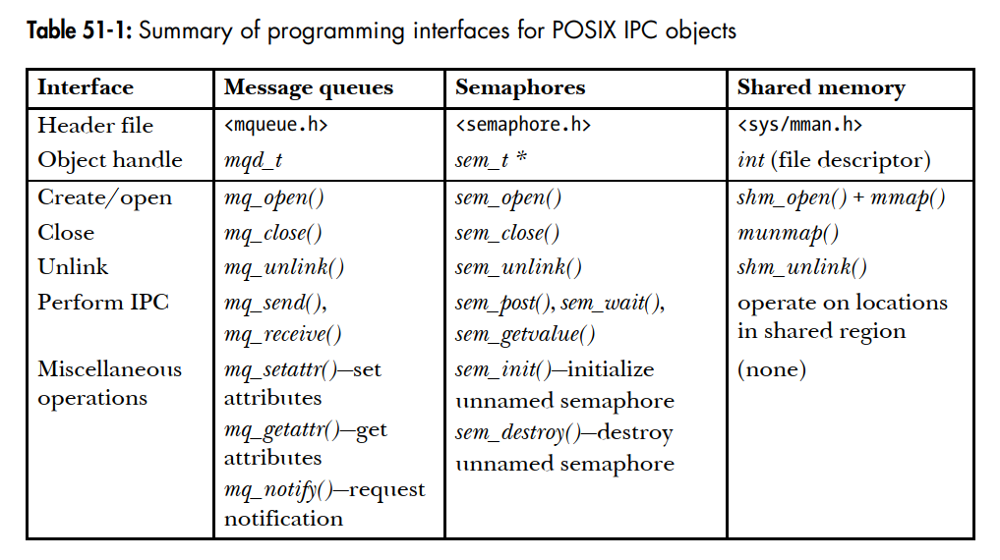 Table 51-1: Summary of programming interfaces for POSIX IPC objects
Interface Message queues Semaphores Shared memory
Header file <mqueue.h> <semaphore.h> <sys/mman.h>
Object handle mqd_t sem_t * int (file descriptor)
Create/open mq_open() sem_open() shm_open() + mmap()
Close mq_close() sem_close() munmap()
Unlink mq_unlink() sem_unlink() shm_unlink()
Perform IPC mq_send(), sem_post(), sem_wait(), operate on locations
mq_receive() sem_getvalue() in shared region
Miscellaneous mq_setattr()—set sem_init()—initialize (none)
operations attributes unnamed semaphore
mq_getattr()—get sem_destroy()—destroy
attributes unnamed semaphore
mq_notify()—request
notification